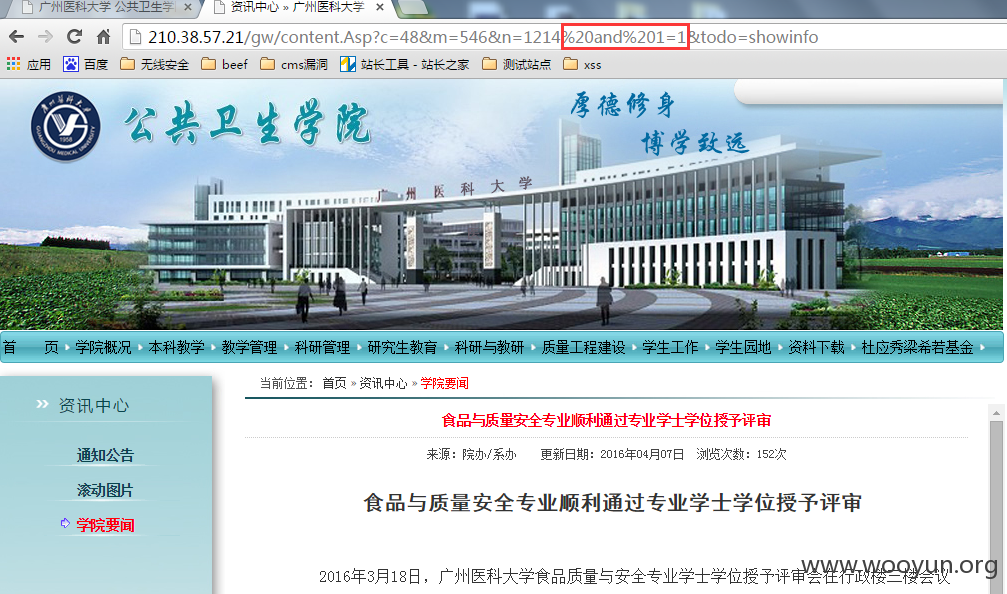 广州医科大学 公共卫生学
资讯中心 » 广州医科大学
210.38.57.21/gw/content.Asp?c=48&m=546&n=1214%20and%201=1&todo=showinfo
应用 百度 无线安全 beef cms漏洞 站长工具 - 站长之家 测试站点 xss
公共卫生学院
厚德修身
博学致远
广州医科大学
1958
GUANGZHOU MEDICAL UNIVERSITY
首 页 学院概况 本科教学 教学管理 科研管理 研究生教育 科研与教研 质量工程建设 学生工作 学生园地 资料下载 杜应秀梁希若基金
当前位置: 首页 » 资讯中心 » 学院要闻
资讯中心
通知公告
滚动图片
学院要闻
食品与质量安全专业顺利通过专业学士学位授予评审
来源: 院办/系办 更新日期: 2016年04月07日 浏览次数: 152次
食品与质量安全专业顺利通过专业学士学位授予评审
2016年3月18日，广州医科大学食品质量与安全专业学士学位授予评审会在行政楼三楼会议
www.wooyun.org